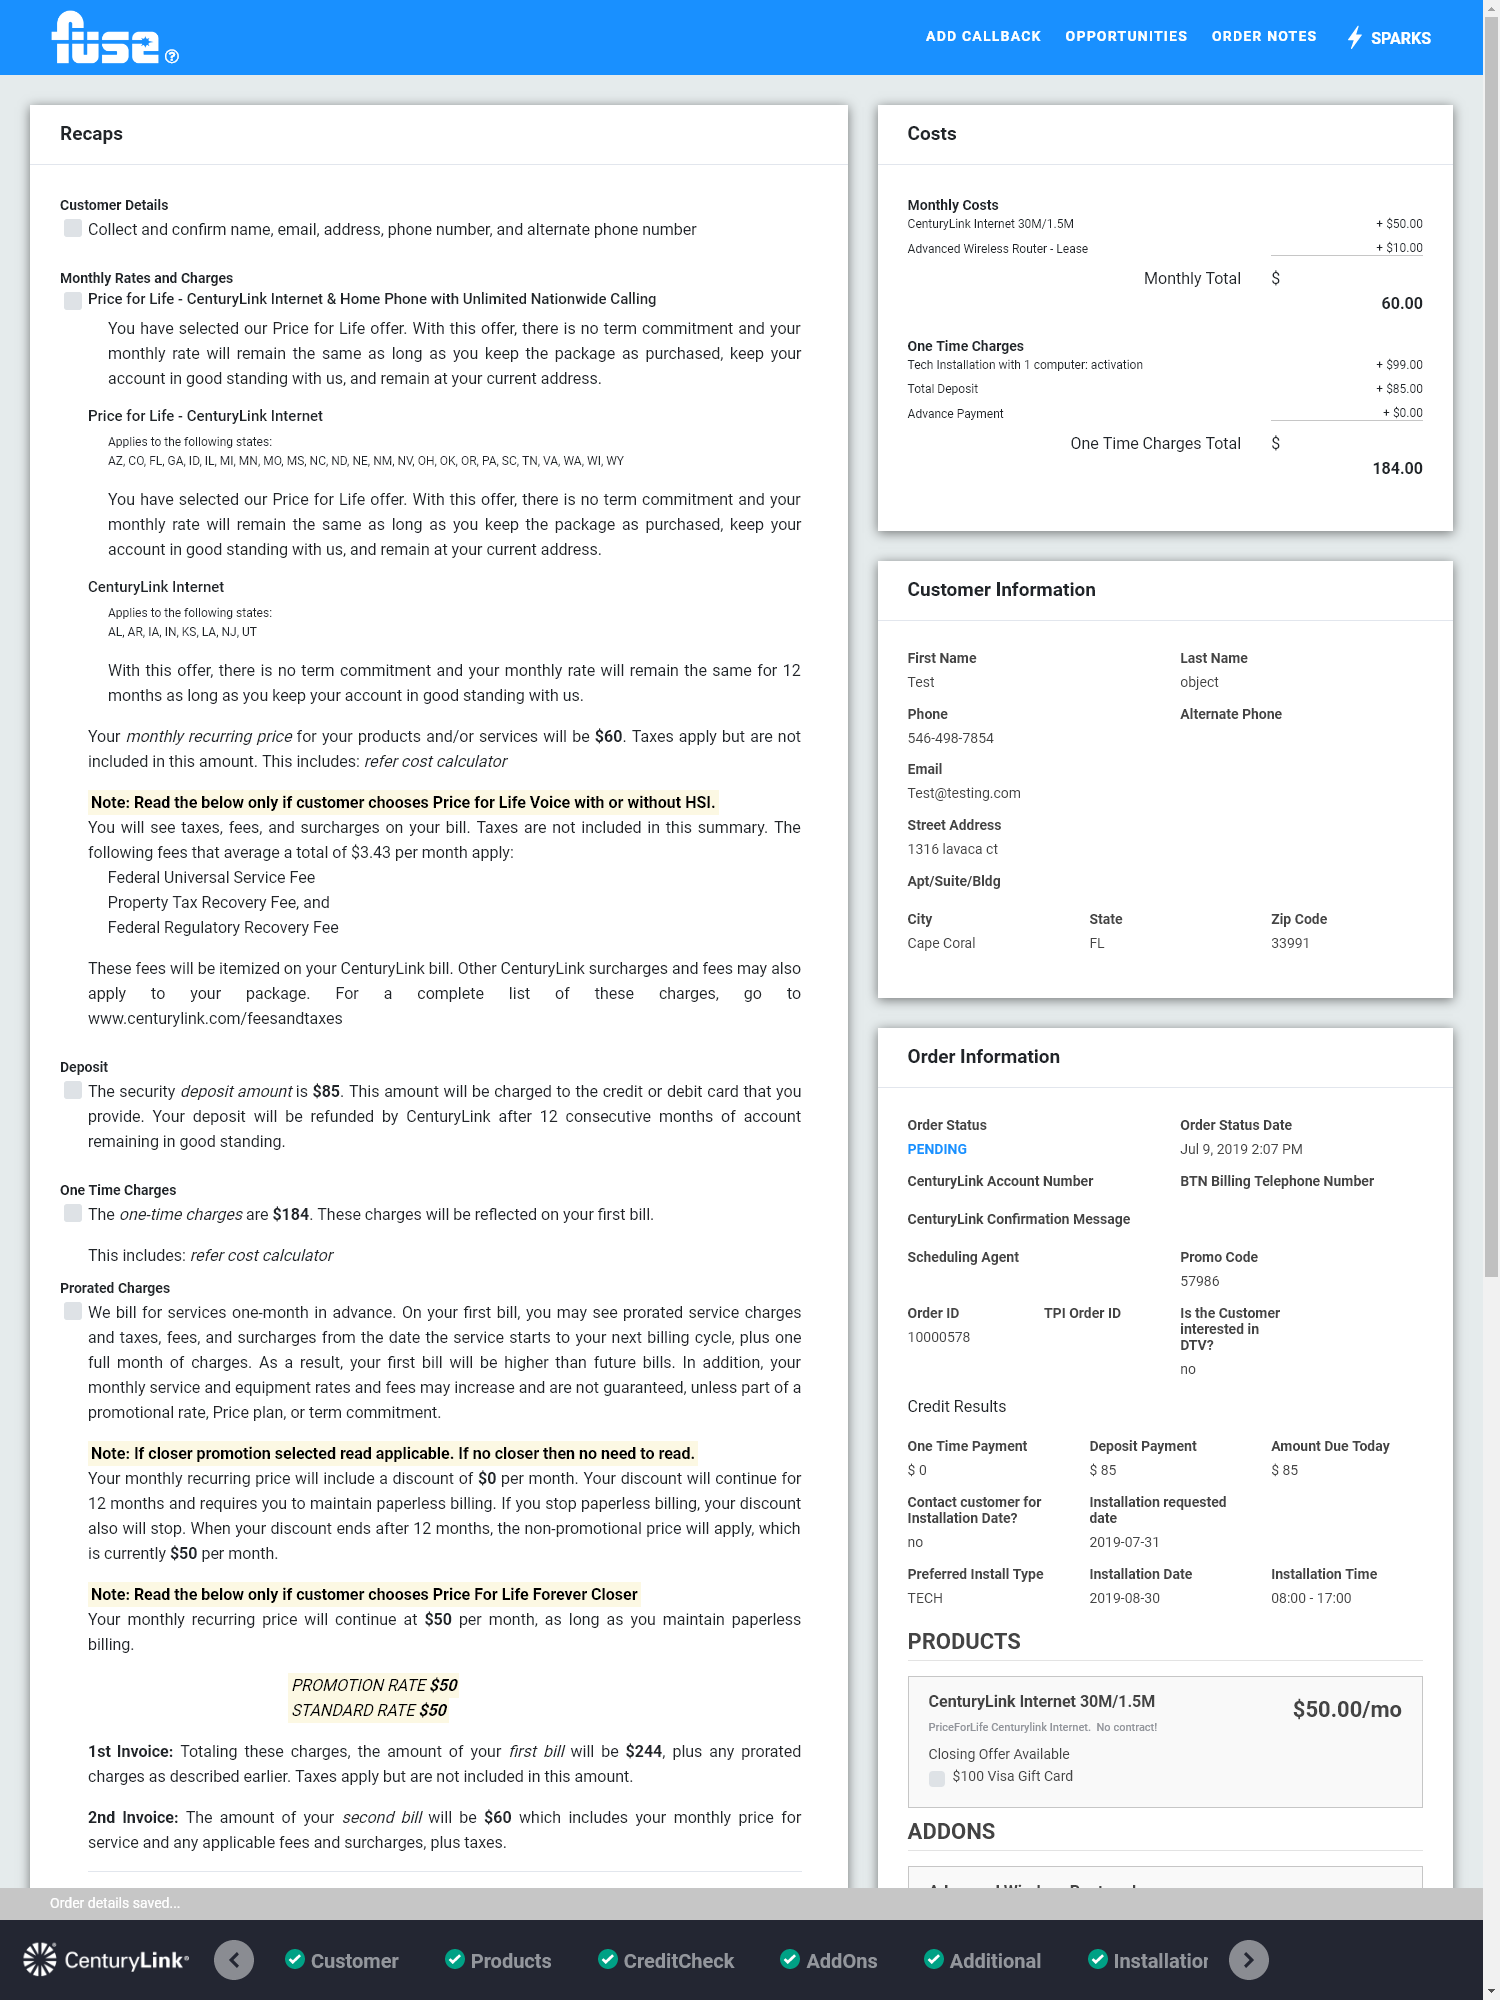 fuse
ADD CALLBACK
OPPORTUNITIES
ORDER NOTES
SPARKS
Recaps
Customer Details
Collect and confirm name, email, address, phone number, and alternate phone number
Monthly Rates and Charges
Price for Life - CenturyLink Internet & Home Phone with Unlimited Nationwide Calling
You have selected our Price for Life offer. With this offer, there is no term commitment and your
monthly rate will remain the same as long as you keep the package as purchased, keep your
account in good standing with us, and remain at your current address.
Price for Life - CenturyLink Internet
Applies to the following states:
AZ, CO, FL, GA, ID, IL, MI, MN, MO, MS, NC, ND, NE, NM, NV, OH, OK, OR, PA, SC, TN, VA, WA, WI, WY
You have selected our Price for Life offer. With this offer, there is no term commitment and your
monthly rate will remain the same as long as you keep the package as purchased, keep your
account in good standing with us, and remain at your current address.
CenturyLink Internet
Applies to the following states:
AL, AR, IA, IN, KS, LA, NJ, UT
With this offer, there is no term commitment and your monthly rate will remain the same for 12
months as long as you keep your account in good standing with us.
Your monthly recurring price for your products and/or services will be $60. Taxes apply but are not
included in this amount. This includes: refer cost calculator
Note: Read the below only if customer chooses Price for Life Voice with or without HSI.
You will see taxes, fees, and surcharges on your bill. Taxes are not included in this summary. The
following fees that average a total of $3.43 per month apply:
Federal Universal Service Fee
Property Tax Recovery Fee, and
Federal Regulatory Recovery Fee
These fees will be itemized on your CenturyLink bill. Other CenturyLink surcharges and fees may also
apply to your package. For a complete list of these charges, go to
www.centurylink.com/feesandtaxes
Deposit
The security deposit amount is $85. This amount will be charged to the credit or debit card that you
provide. Your deposit will be refunded by CenturyLink after 12 consecutive months of account
remaining in good standing.
One Time Charges
The one-time charges are $184. These charges will be reflected on your first bill.
This includes: refer cost calculator
Prorated Charges
We bill for services one-month in advance. On your first bill, you may see prorated service charges
and taxes, fees, and surcharges from the date the service starts to your next billing cycle, plus one
full month of charges. As a result, your first bill will be higher than future bills. In addition, your
monthly service and equipment rates and fees may increase and are not guaranteed, unless part of a
promotional rate, Price plan, or term commitment.
Note: If closer promotion selected read applicable. If no closer then no need to read.
Your monthly recurring price will include a discount of $0 per month. Your discount will continue for
12 months and requires you to maintain paperless billing. If you stop paperless billing, your discount
also will stop. When your discount ends after 12 months, the non-promotional price will apply, which
is currently $50 per month.
Note: Read the below only if customer chooses Price For Life Forever Closer
Your monthly recurring price will continue at $50 per month, as long as you maintain paperless
billing.
PROMOTION RATE $50
STANDARD RATE $50
1st Invoice: Totaling these charges, the amount of your first bill will be $244, plus any prorated
charges as described earlier. Taxes apply but are not included in this amount.
2nd Invoice: The amount of your second bill will be $60 which includes your monthly price for
service and any applicable fees and surcharges, plus taxes.
Costs
Monthly Costs
CenturyLink Internet 30M/1.5M + $50.00
Advanced Wireless Router - Lease + $10.00
Monthly Total $
60.00
One Time Charges
Tech Installation with 1 computer: activation + $99.00
Total Deposit + $85.00
Advance Payment + $0.00
One Time Charges Total $
184.00
Customer Information
First Name Last Name
Test object
Phone Alternate Phone
546-498-7854
Email
Test@testing.com
Street Address
1316 lavaca ct
Apt/Suite/Bldg
City State Zip Code
Cape Coral FL 33991
Order Information
Order Status Order Status Date
PENDING Jul 9, 2019 2:07 PM
CenturyLink Account Number BTN Billing Telephone Number
CenturyLink Confirmation Message
Scheduling Agent Promo Code
57986
Order ID TPI Order ID Is the Customer
interested in
DTV?
10000578
no
Credit Results
One Time Payment Deposit Payment Amount Due Today
$ 0 $ 85 $ 85
Contact customer for Installation requested
Installation Date? date
no 2019-07-31
Preferred Install Type Installation Date Installation Time
TECH 2019-08-30 08:00 - 17:00
PRODUCTS
CenturyLink Internet 30M/1.5M $50.00/mo
PriceForLife Centurylink Internet. No contract!
Closing Offer Available
$100 Visa Gift Card
ADDONS
Order details saved...
CenturyLink
Customer
Products
CreditCheck
AddOns
Additional
Installation